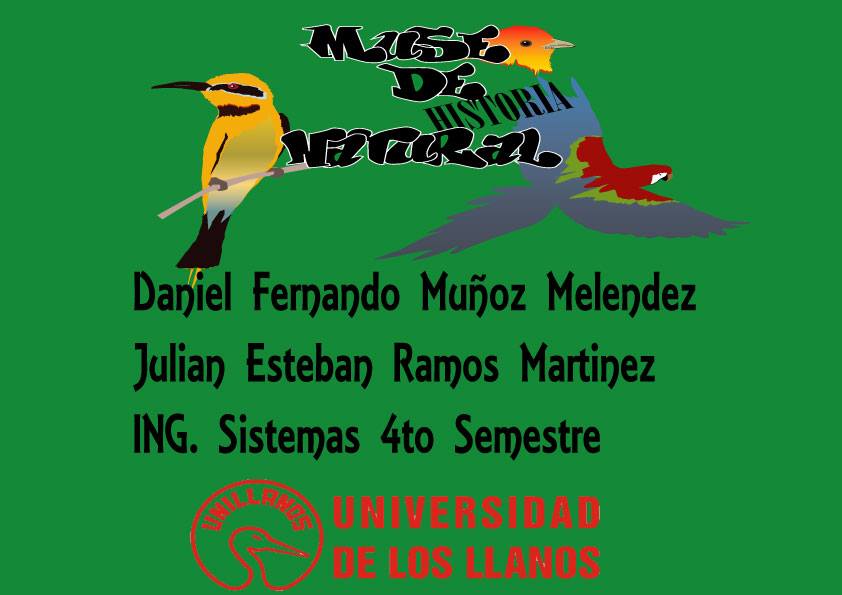 MUSE
DE
HISTORIA
NATURAL
Daniel Fernando Muñoz Melendez
Julian Esteban Ramos Martinez
ING. Sistemas 4to Semestre
UNILLANOS
UNIVERSIDAD
DE LOS LLANOS